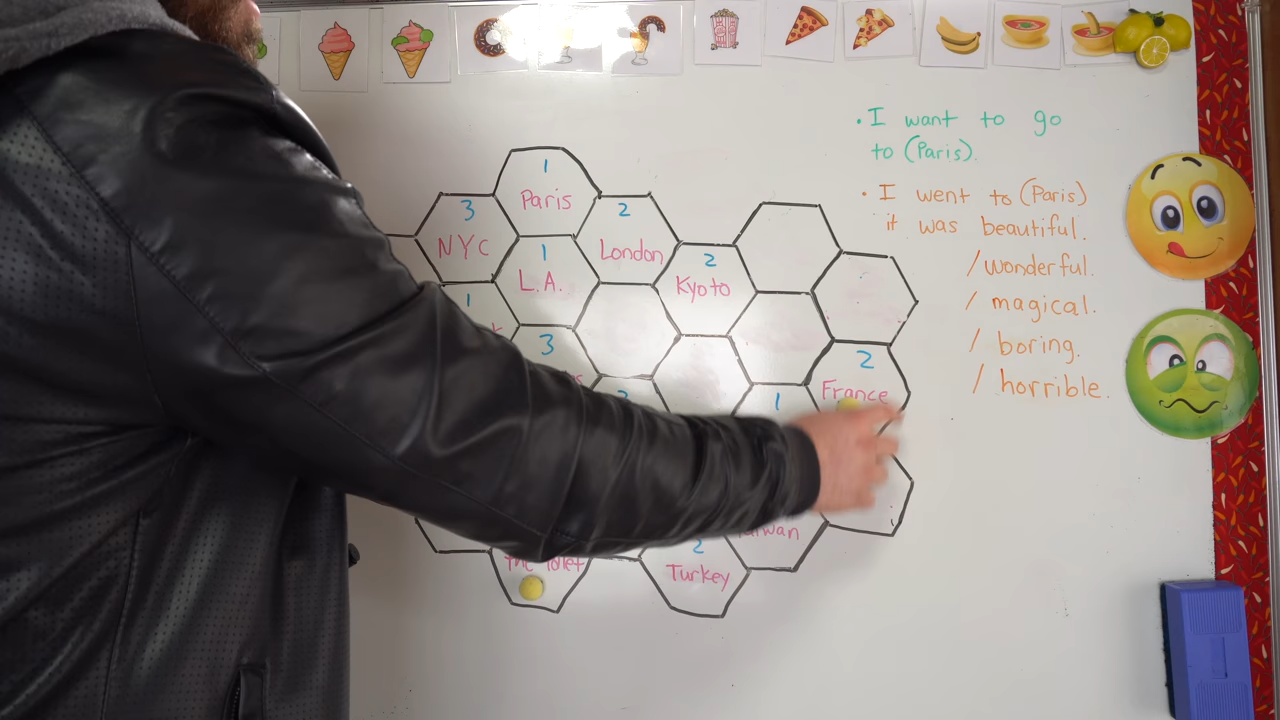 1
Paris
3
NYC
2
London
1
L.A.
2
Kyoto
1
3
2
France
1
2
Turkey
· I want to go
to (Paris).
· I went to (Paris)
it was beautiful.
/ wonderful.
/ magical.
/ boring.
/ horrible.